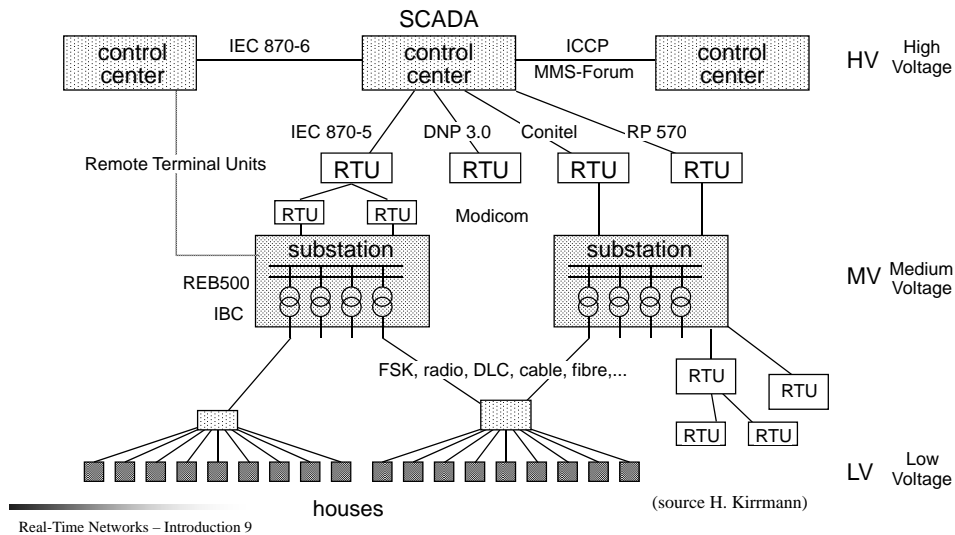 SCADA
control center
IEC 870-6
control center
ICCP
MMS-Forum
control center
HV
High Voltage
IEC 870-5
DNP 3.0
Conitel
RP 570
Remote Terminal Units
RTU
RTU
RTU
RTU
RTU
RTU
Modicom
substation
substation
REB500
IBC
MV
Medium Voltage
FSK, radio, DLC, cable, fibre,...
RTU
RTU
RTU
RTU
LV
Low Voltage
houses
(source H. Kirrmann)
Real-Time Networks – Introduction 9